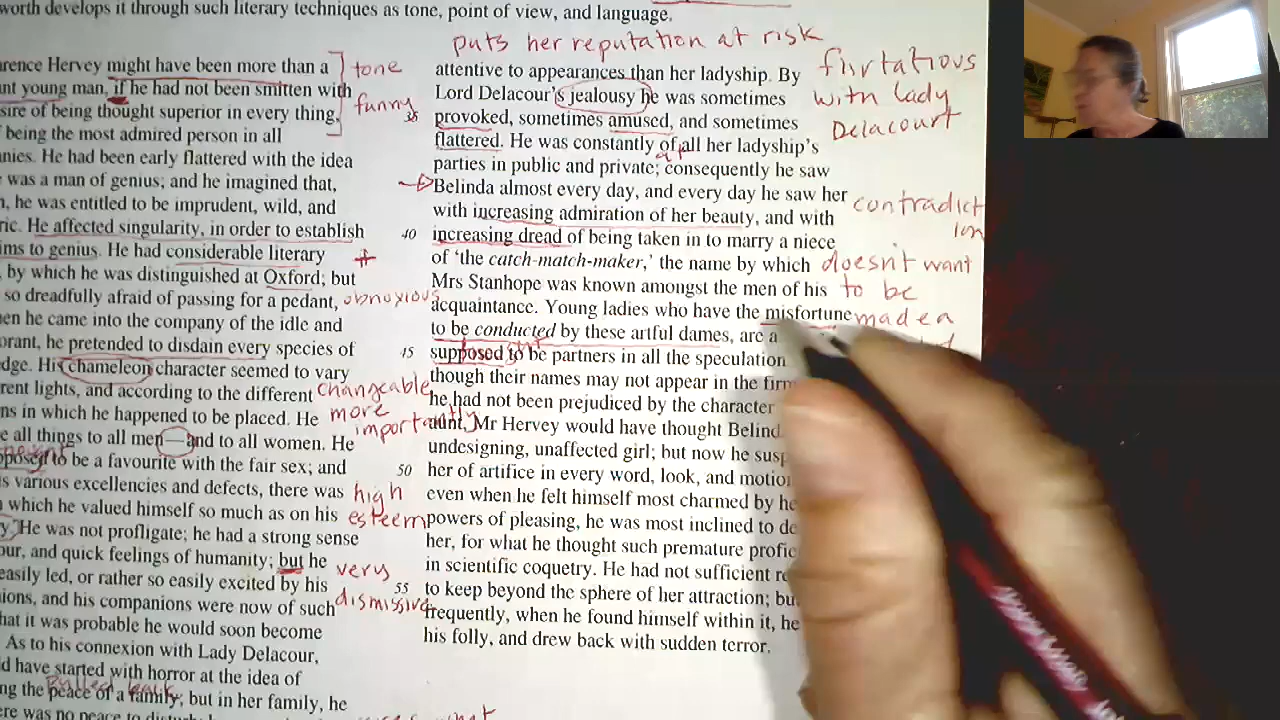 worth develops it through such literary techniques as tone, point of view, and language.
puts her reputation at risk
rence Hervey might have been more than a
nt young man, if he had not been smitten with
sire of being thought superior in every thing,
being the most admired person in all
nies. He had been early flattered with the idea
was a man of genius; and he imagined that,
, he was entitled to be imprudent, wild, and
ric. He affected singularity, in order to establish
ims to genius. He had considerable literary
, by which he was distinguished at Oxford; but
so dreadfully afraid of passing for a pedant,
en he came into the company of the idle and
orant, he pretended to disdain every species of
edge. His chameleon character seemed to vary
rent lights, and according to the different
ns in which he happened to be placed. He
e all things to all men—and to all women. He
pposed to be a favourite with the fair sex; and
s various excellencies and defects, there was
which he valued himself so much as on his
y. He was not profligate; he had a strong sense
our, and quick feelings of humanity; but he
easily led, or rather so easily excited by his
ions, and his companions were now of such
hat it was probable he would soon become
As to his connexion with Lady Delacour,
d have started with horror at the idea of
ng the peace of a family; but in her family, he
ere was no peace to
tone
funny
obnoxious
changeable
more
importantly
high
esteem
very
dismissive
35
40
45
50
55
attentive to appearances than her ladyship. By
Lord Delacour's jealousy he was sometimes
provoked, sometimes amused, and sometimes
flattered. He was constantly of all her ladyship's
parties in public and private; consequently he saw
Belinda almost every day, and every day he saw her
with increasing admiration of her beauty, and with
increasing dread of being taken in to marry a niece
of 'the catch-match-maker,' the name by which
Mrs Stanhope was known amongst the men of his
acquaintance. Young ladies who have the misfortune
to be conducted by these artful dames, are a
supposed to be partners in all the speculation
though their names may not appear in the firm
he had not been prejudiced by the character
aunt, Mr Hervey would have thought Belind
undesigning, unaffected girl; but now he susp
her of artifice in every word, look, and motion
even when he felt himself most charmed by he
powers of pleasing, he was most inclined to de
her, for what he thought such premature profic
in scientific coquetry. He had not sufficient re
to keep beyond the sphere of her attraction; but
frequently, when he found himself within it, he
his folly, and drew back with sudden terror.
flirtatious
with lady
Delacourt
contradict
ion
doesn't want
to be
made a